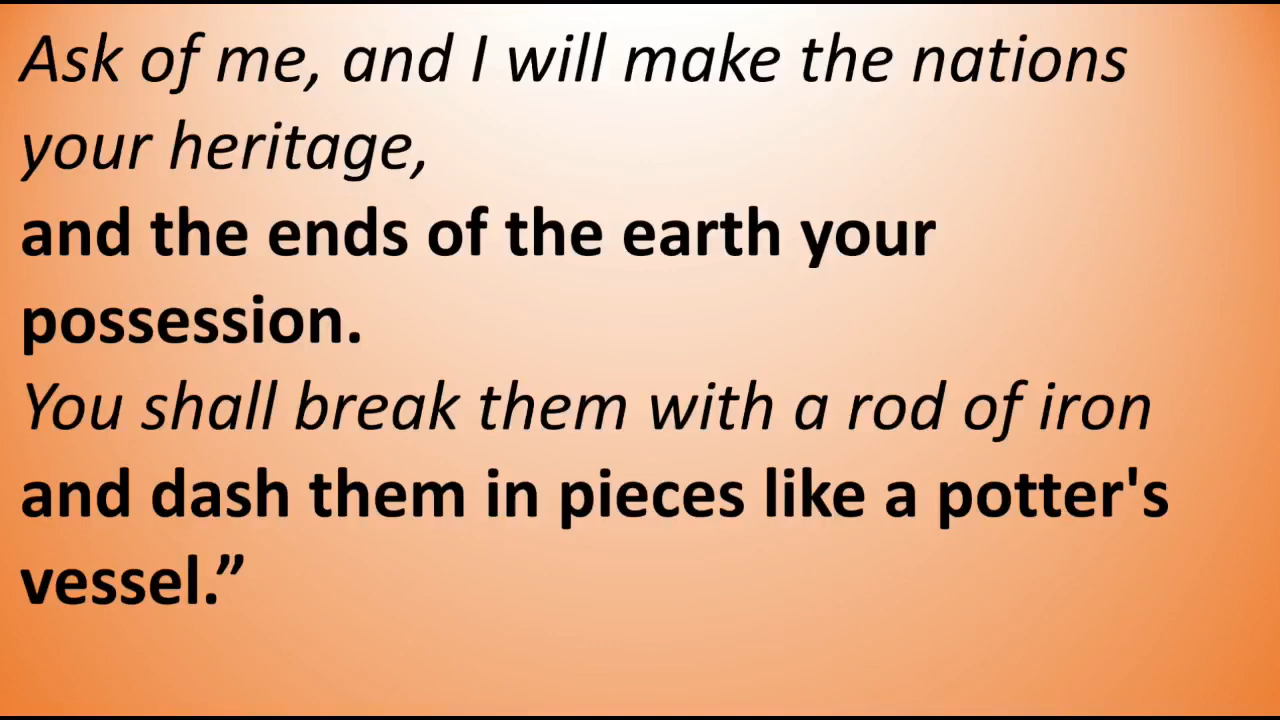 Ask of me, and I will make the nations
your heritage,
and the ends of the earth your
possession.
You shall break them with a rod of iron
and dash them in pieces like a potter's
vessel.”